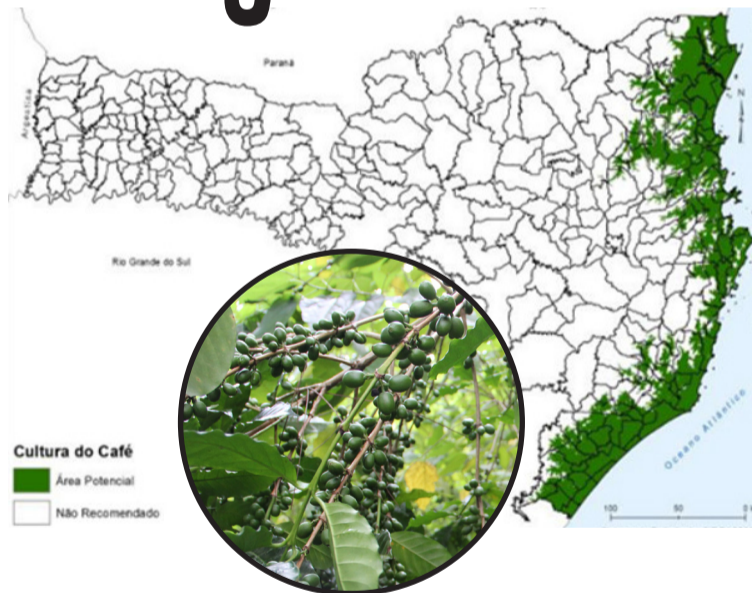 Paraná
Argentina
N
Rio Grande do Sul
Oceano Atlântico
Cultura do Café
Área Potencial
Não Recomendado
100
50
0